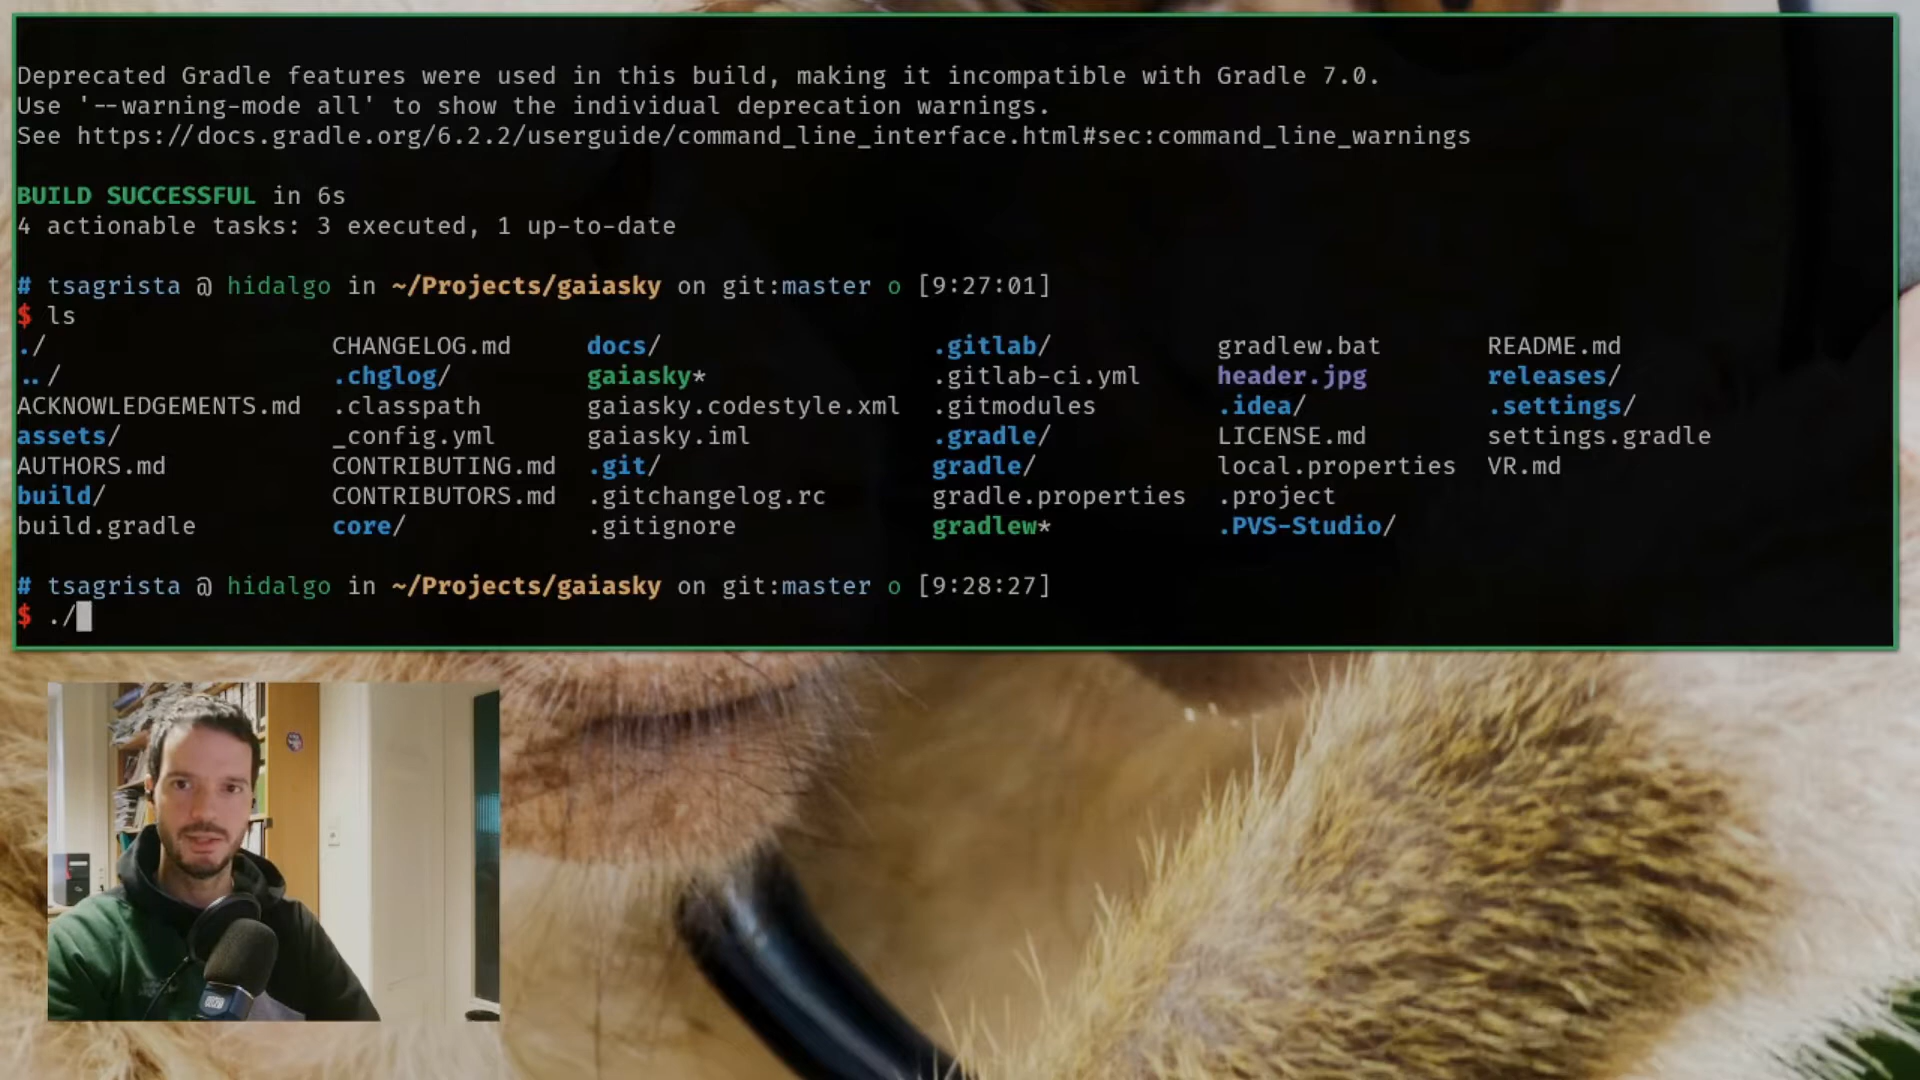 Deprecated Gradle features were used in this build, making it incompatible with Gradle 7.0.
Use '--warning-mode all' to show the individual deprecation warnings.
See https://docs.gradle.org/6.2.2/userguide/command_line_interface.html#sec:command_line_warnings
BUILD SUCCESSFUL in 6s
4 actionable tasks: 3 executed, 1 up-to-date
# tsagrista @ hidalgo in ~/Projects/gaiasky on git:master o [9:27:01]
$ ls
./ CHANGELOG.md docs/ .gitlab/ gradlew.bat README.md
../ .chglog/ gaiasky* .gitlab-ci.yml header.jpg releases/
ACKNOWLEDGEMENTS.md .classpath gaiasky.codestyle.xml .gitmodules .idea/ .settings/
assets/ _config.yml gaiasky.iml .gradle/ LICENSE.md settings.gradle
AUTHORS.md CONTRIBUTING.md .git/ gradle/ local.properties VR.md
build/ CONTRIBUTORS.md .gitchangelog.rc gradle.properties .project
build.gradle core/ .gitignore gradlew* .PVS-Studio/
# tsagrista @ hidalgo in ~/Projects/gaiasky on git:master o [9:28:27]
$ ./